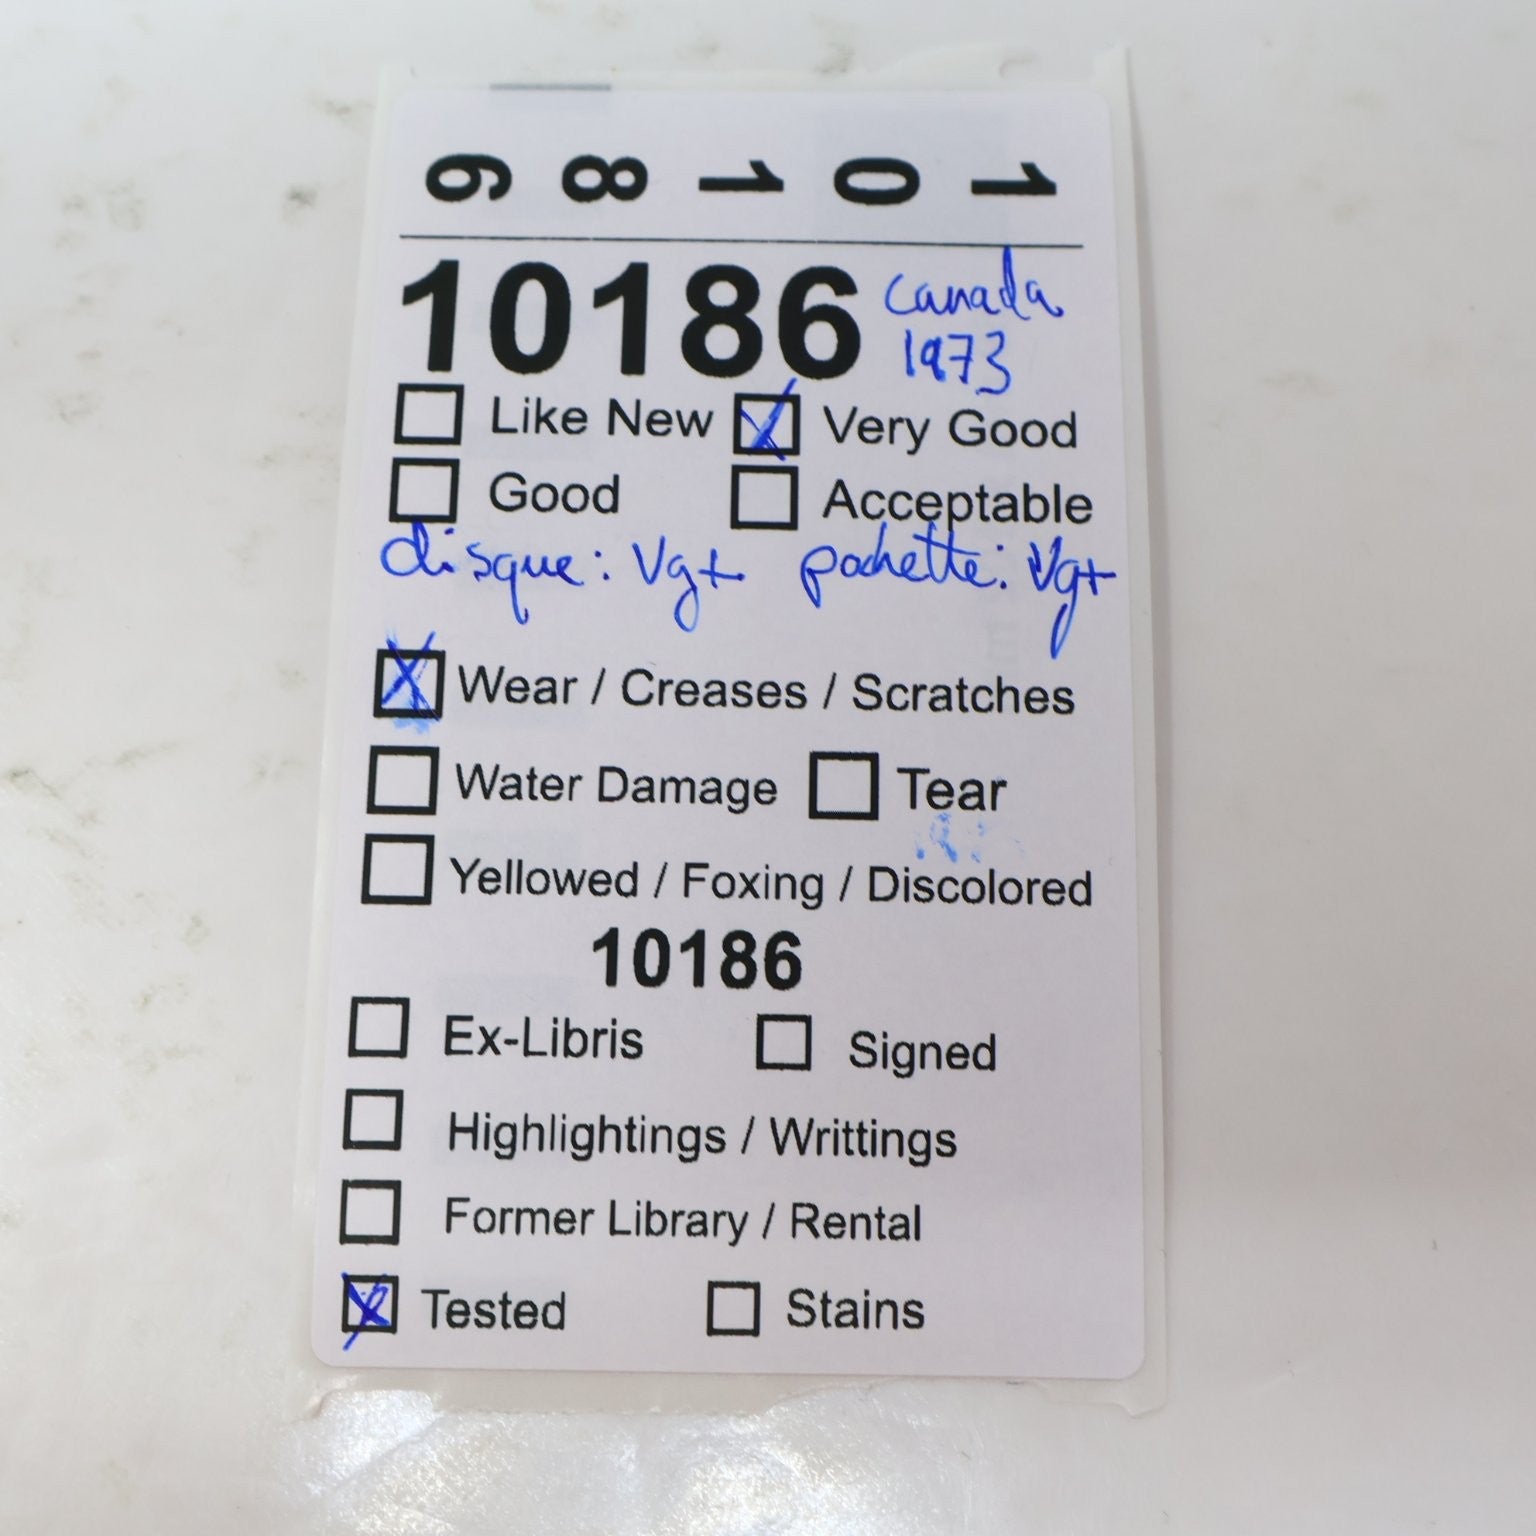 10186
10186 Canada
1973
Like New Very Good
Good Acceptable
disque: Vg+ pochette: Vg+
Wear / Creases / Scratches
Water Damage Tear
Yellowed / Foxing / Discolored
10186
Ex-Libris Signed
Highlightings / Writtings
Former Library / Rental
Tested Stains